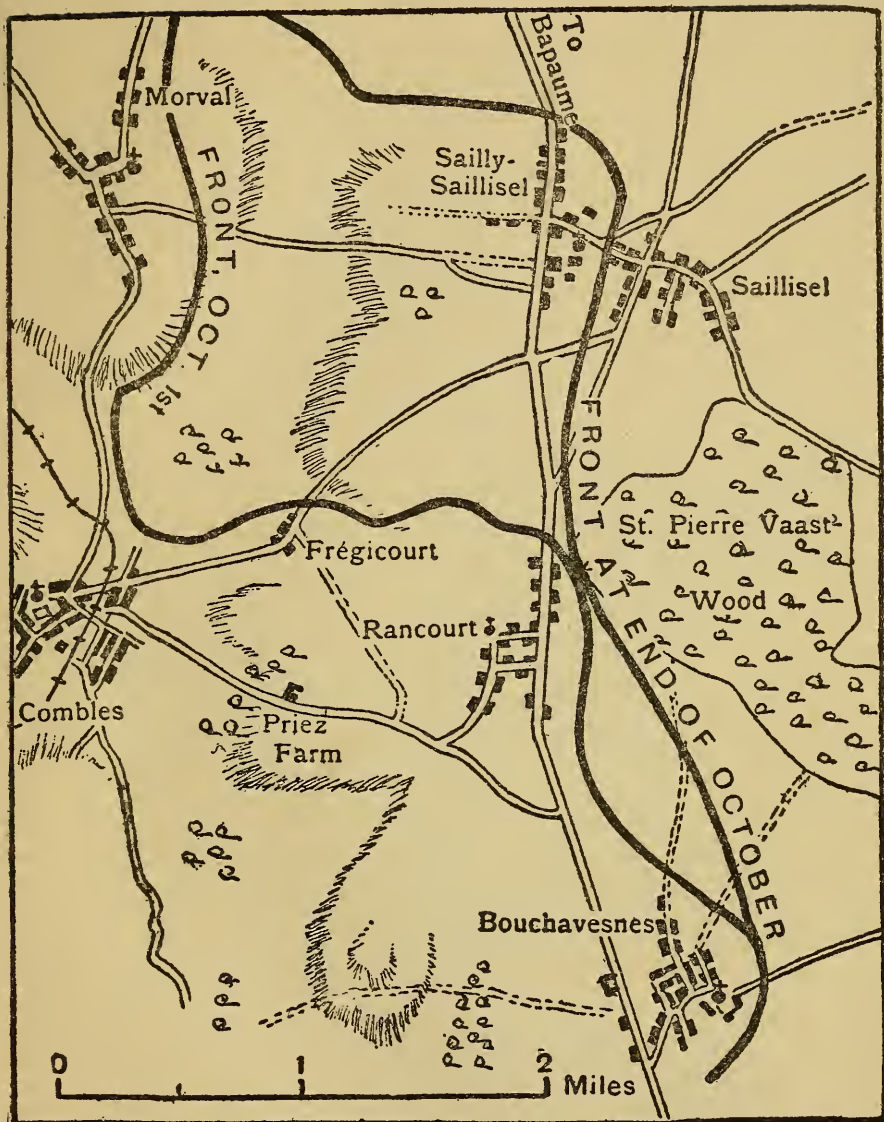 To
Bapaume
Morval
FRONT, OCT. 1st
Sailly-
Saillisel
Saillisel
FRONT AT END OF OCTOBER
St. Pierre Vaast
Wood
Frégicourt
Rancourt
Combles
Priez
Farm
Bouchavesnes
0 1 2 Miles